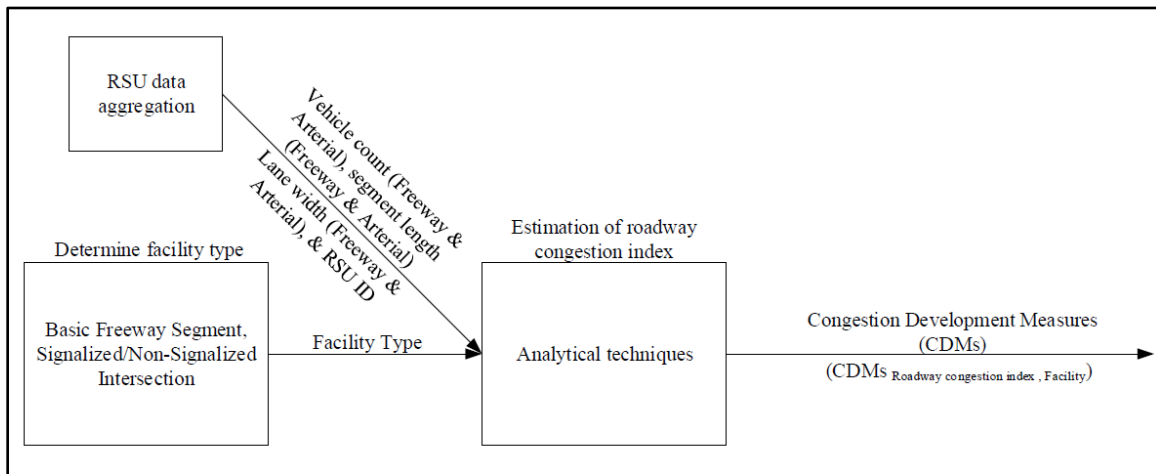 RSU data
aggregation
Vehicle count (Freeway &
Arterial), segment length
(Freeway & Arterial)
Lane width (Freeway &
Arterial), & RSU ID
Determine facility type
Basic Freeway Segment,
Signalized/Non-Signalized
Intersection
Facility Type
Estimation of roadway
congestion index
Analytical techniques
Congestion Development Measures
(CDMs)
(CDMs Roadway congestion index , Facility)